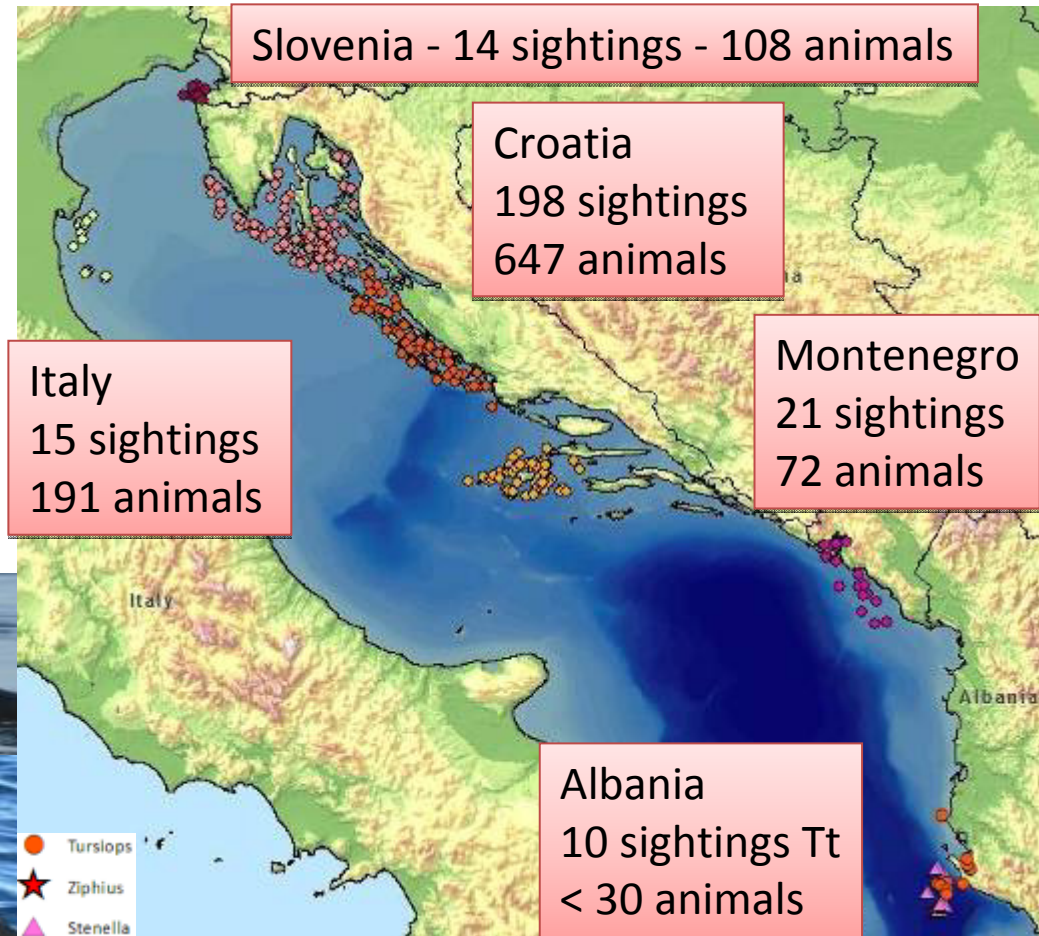 Slovenia - 14 sightings - 108 animals
Croatia
198 sightings
647 animals
Italy
15 sightings
191 animals
Montenegro
21 sightings
72 animals
Italy
Albania
Albania
10 sightings Tt
< 30 animals
Tursiops
Ziphius
Stenella